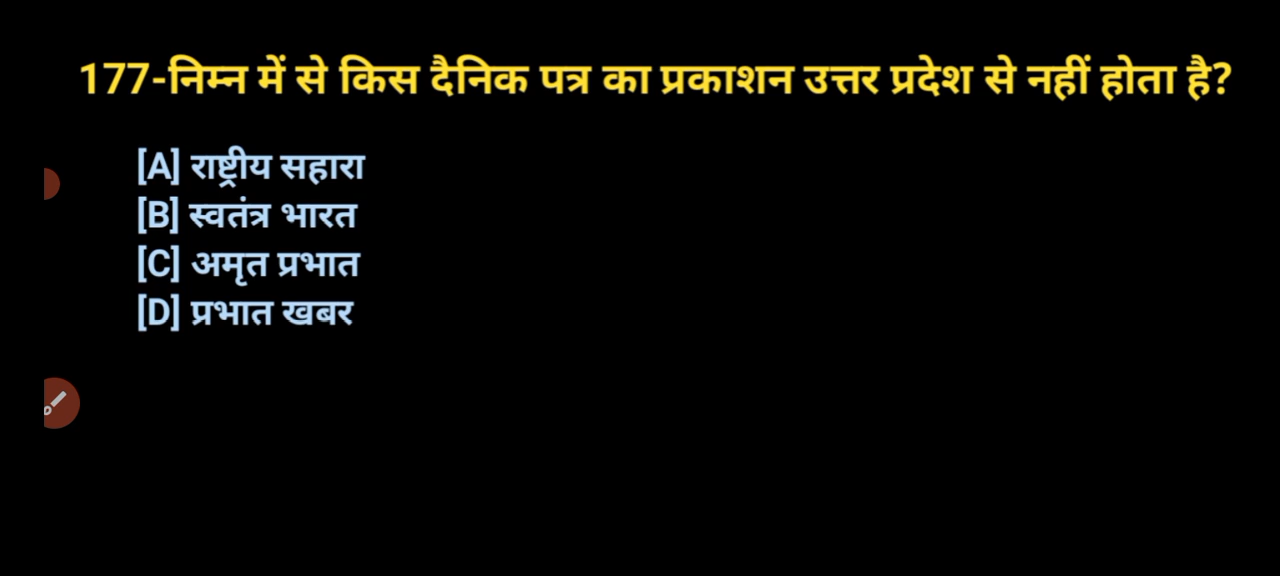 177-निम्न में से किस दैनिक पत्र का प्रकाशन उत्तर प्रदेश से नहीं होता है?
[A] राष्ट्रीय सहारा
[B] स्वतंत्र भारत
[C] अमृत प्रभात
[D] प्रभात खबर